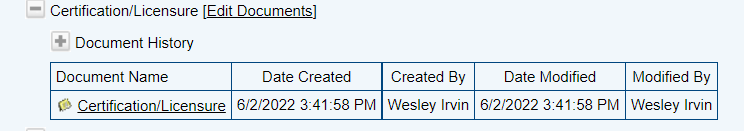 Certification/Licensure [Edit Documents]
Document History
Document Name Date Created Created By Date Modified Modified By
Certification/Licensure 6/2/2022 3:41:58 PM Wesley Irvin 6/2/2022 3:41:58 PM Wesley Irvin